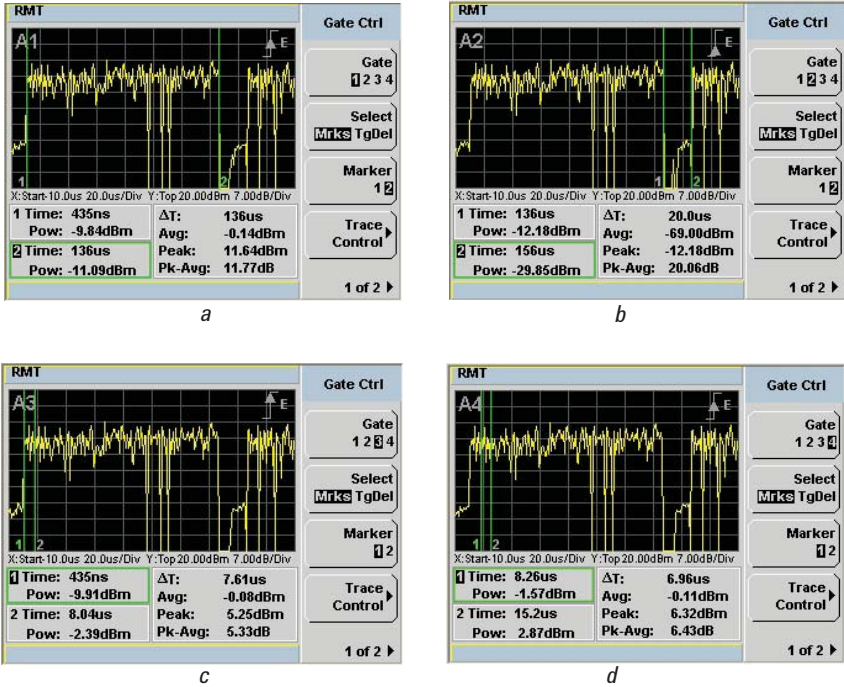 RMT
Gate Ctrl
A1
E
Gate
1 2 3 4
Select
Mrks TgDel
Marker
1 2
Trace
Control
1 of 2
1
2
X:Start-10.0us 20.0us/Div Y:Top 20.00dBm 7.00dB/Div
1 Time: 435ns
Pow: -9.84dBm
2 Time: 136us
Pow: -11.09dBm
ΔT: 136us
Avg: -0.14dBm
Peak: 11.64dBm
Pk-Avg: 11.77dB
a
RMT
Gate Ctrl
A2
E
Gate
1 2 3 4
Select
Mrks TgDel
Marker
1 2
Trace
Control
1 of 2
1
2
X:Start-10.0us 20.0us/Div Y:Top 20.00dBm 7.00dB/Div
1 Time: 136us
Pow: -12.18dBm
2 Time: 156us
Pow: -29.85dBm
ΔT: 20.0us
Avg: -69.00dBm
Peak: -12.18dBm
Pk-Avg: 20.06dB
b
RMT
Gate Ctrl
A3
E
Gate
1 2 3 4
Select
Mrks TgDel
Marker
1 2
Trace
Control
1 of 2
1 2
X:Start-10.0us 20.0us/Div Y:Top 20.00dBm 7.00dB/Div
1 Time: 435ns
Pow: -9.91dBm
2 Time: 8.04us
Pow: -2.39dBm
ΔT: 7.61us
Avg: -0.08dBm
Peak: 5.25dBm
Pk-Avg: 5.33dB
c
RMT
Gate Ctrl
A4
E
Gate
1 2 3 4
Select
Mrks TgDel
Marker
1 2
Trace
Control
1 of 2
1 2
X:Start-10.0us 20.0us/Div Y:Top 20.00dBm 7.00dB/Div
1 Time: 8.26us
Pow: -1.57dBm
2 Time: 15.2us
Pow: 2.87dBm
ΔT: 6.96us
Avg: -0.11dBm
Peak: 6.32dBm
Pk-Avg: 6.43dB
d